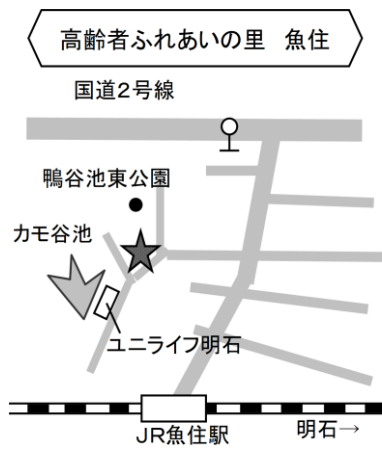 高齢者ふれあいの里　魚住
国道２号線
鴨谷池東公園
カモ谷池
ユニライフ明石
ＪＲ魚住駅
明石→